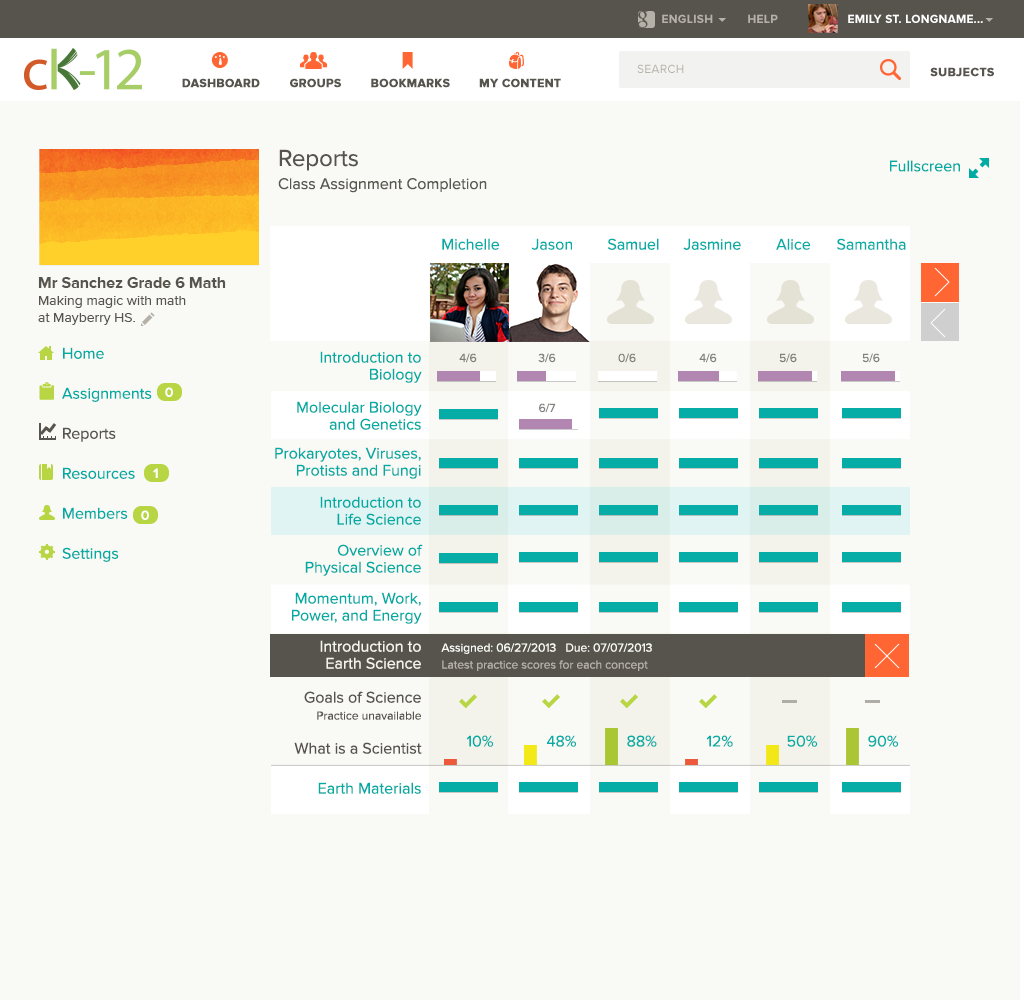 ENGLISH HELP EMILY ST. LONGNAME...
cK-12
DASHBOARD GROUPS BOOKMARKS MY CONTENT SEARCH SUBJECTS
Reports
Class Assignment Completion
Fullscreen
Mr Sanchez Grade 6 Math
Making magic with math
at Mayberry HS.
Home
Assignments 0
Reports
Resources 1
Members 0
Settings
Michelle Jason Samuel Jasmine Alice Samantha
Introduction to
Biology
4/6 3/6 0/6 4/6 5/6 5/6
Molecular Biology
and Genetics
6/7
Prokaryotes, Viruses,
Protists and Fungi
Introduction to
Life Science
Overview of
Physical Science
Momentum, Work,
Power, and Energy
Introduction to
Earth Science
Assigned: 06/27/2013 Due: 07/07/2013
Latest practice scores for each concept
Goals of Science
Practice unavailable
What is a Scientist 10% 48% 88% 12% 50% 90%
Earth Materials